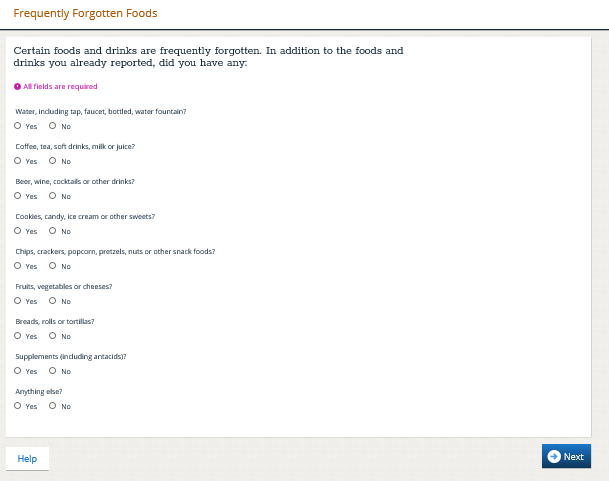 Frequently Forgotten Foods
Certain foods and drinks are frequently forgotten. In addition to the foods and
drinks you already reported, did you have any:
All fields are required
Water, including tap, faucet, bottled, water fountain?
Yes No
Coffee, tea, soft drinks, milk or juice?
Yes No
Beer, wine, cocktails or other drinks?
Yes No
Cookies, candy, ice cream or other sweets?
Yes No
Chips, crackers, popcorn, pretzels, nuts or other snack foods?
Yes No
Fruits, vegetables or cheeses?
Yes No
Breads, rolls or tortillas?
Yes No
Supplements (including antacids)?
Yes No
Anything else?
Yes No
Help
Next